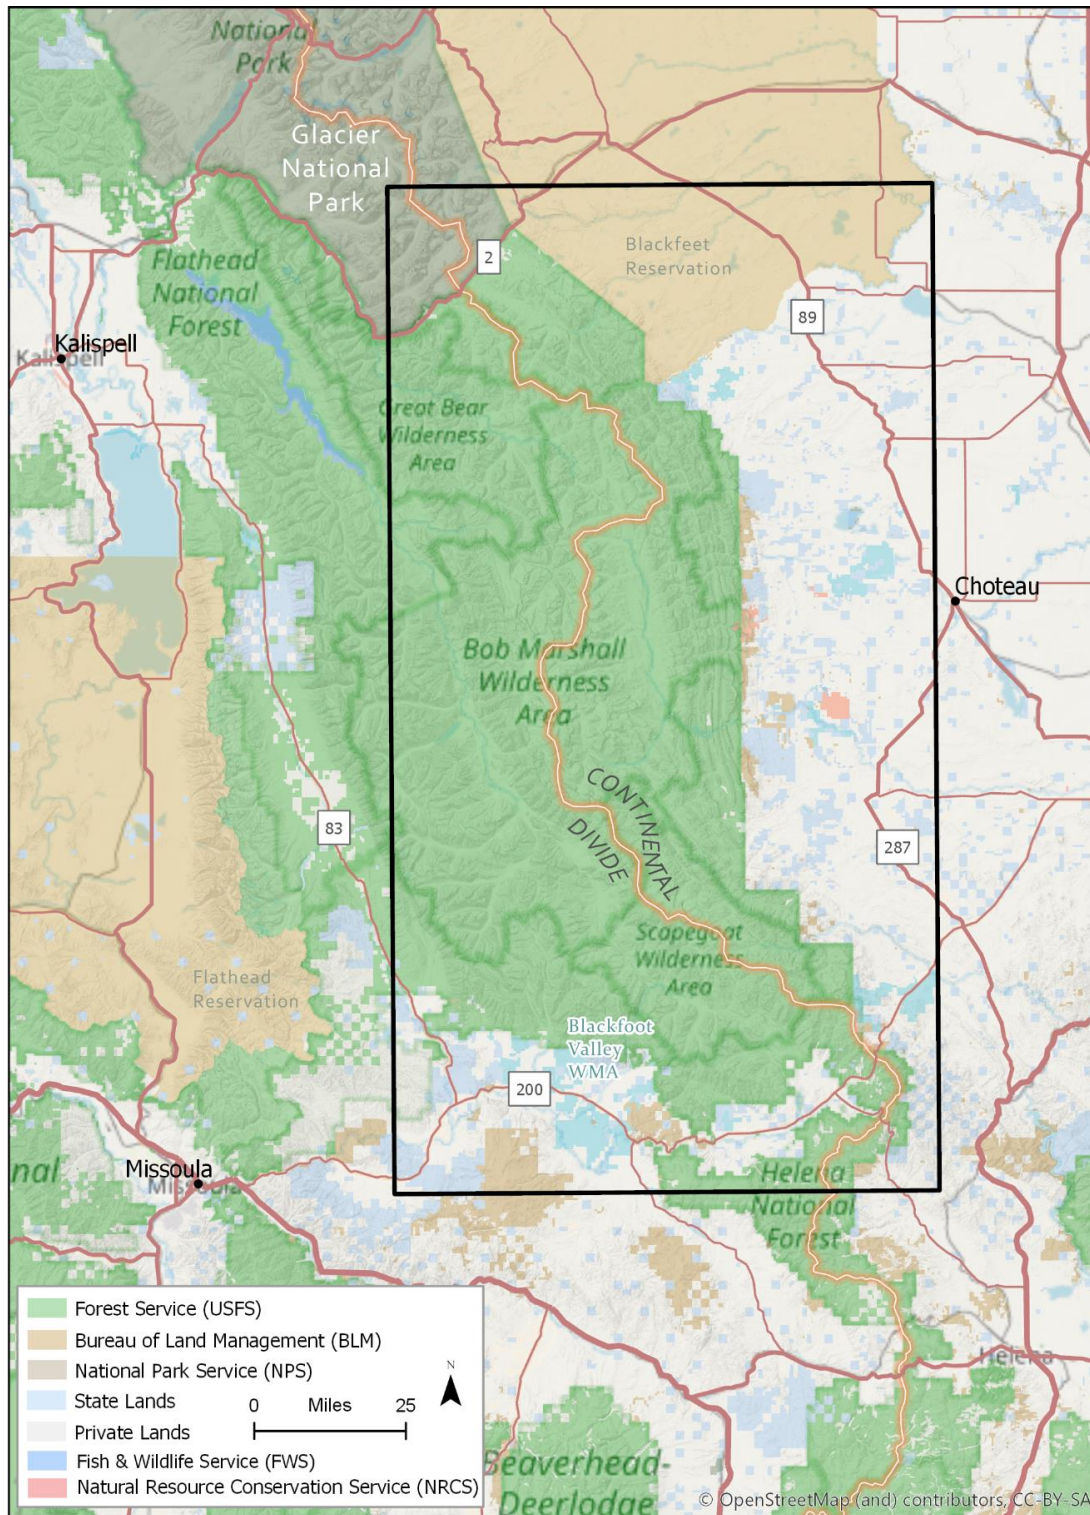 National
Park
Glacier
National
Park
2
Blackfeet
Reservation
Flathead
National
Forest
89
Kalispell
Kalispell
Great Bear
Wilderness
Area
Choteau
Bob Marshall
Wilderness
Area
CONTINENTAL
DIVIDE
83
287
Scapegoat
Wilderness
Area
Flathead
Reservation
Blackfoot
Valley
WMA
200
nal
Missoula
Missoula
Helena
National
Forest
Helena
Forest Service (USFS)
Bureau of Land Management (BLM)
National Park Service (NPS)
State Lands
Private Lands
Fish & Wildlife Service (FWS)
Natural Resource Conservation Service (NRCS)
0 Miles 25
N
Beaverhead-
Deerlodge
© OpenStreetMap (and) contributors, CC-BY-SA